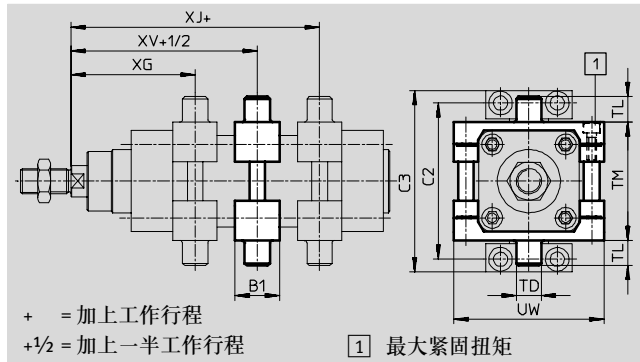 XJ+
XV+1/2
XG
B1
C3
C2
1
TL
TM
TL
TD
UW
+ = 加上工作行程
+½ = 加上一半工作行程
1 最大紧固扭矩